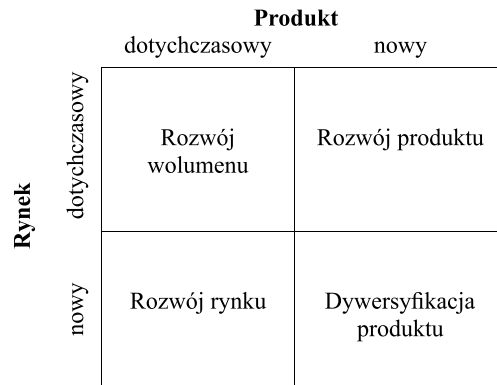 Produkt
dotychczasowy nowy
Rynek
dotychczasowy
Rozwój
wolumenu
Rozwój produktu
nowy
Rozwój rynku
Dywersyfikacja
produktu